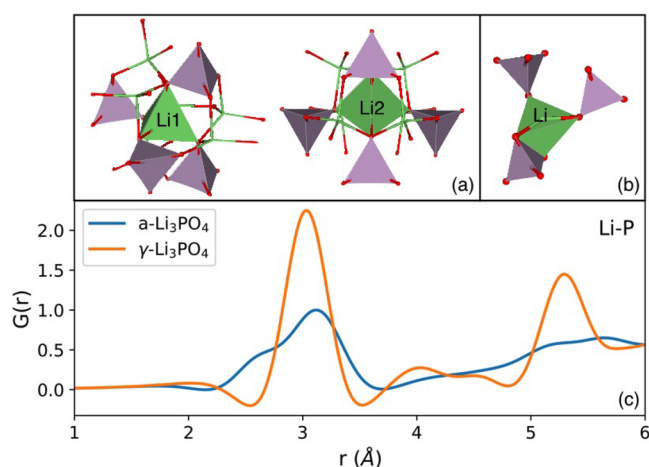 Li1
Li2
(a)
Li
(b)
a-Li₃PO₄
γ-Li₃PO₄
Li-P
G(r)
2.0
1.5
1.0
0.5
0.0
(c)
1
2
3
4
5
6
r (Å)